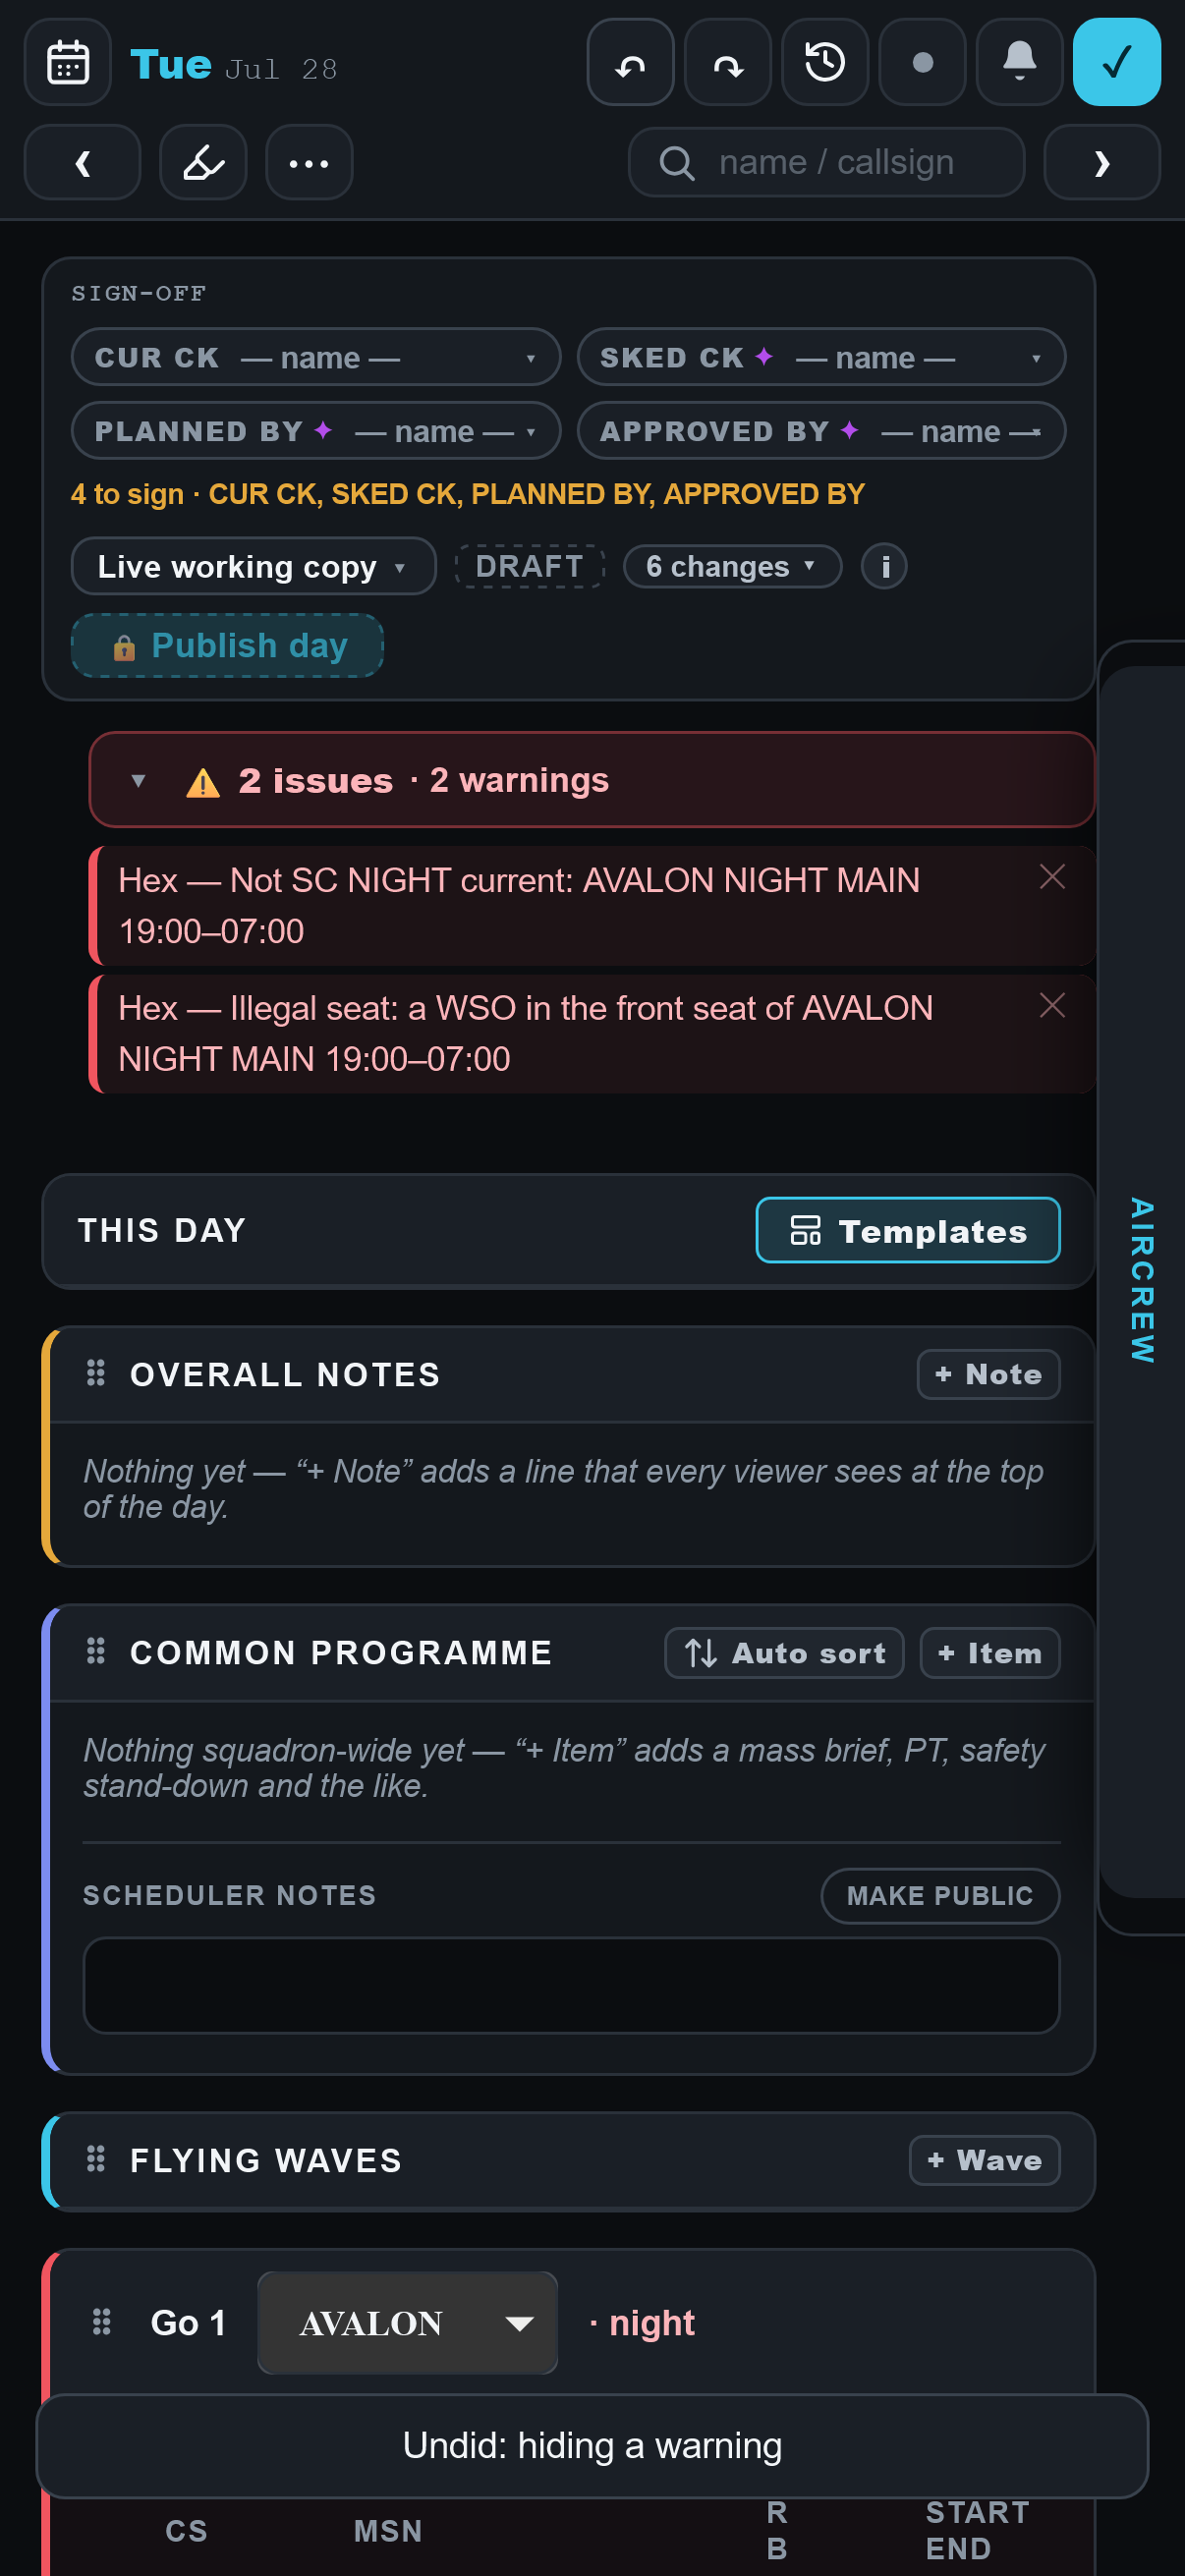 Tue Jul 28
name / callsign
SIGN-OFF
CUR CK — name —
SKED CK — name —
PLANNED BY — name —
APPROVED BY — name —
4 to sign · CUR CK, SKED CK, PLANNED BY, APPROVED BY
Live working copy
DRAFT
6 changes
i
Publish day
2 issues · 2 warnings
Hex — Not SC NIGHT current: AVALON NIGHT MAIN
19:00–07:00
Hex — Illegal seat: a WSO in the front seat of AVALON
NIGHT MAIN 19:00–07:00
AIRCREW
THIS DAY
Templates
OVERALL NOTES
+ Note
Nothing yet — “+ Note” adds a line that every viewer sees at the top
of the day.
COMMON PROGRAMME
Auto sort
+ Item
Nothing squadron-wide yet — “+ Item” adds a mass brief, PT, safety
stand-down and the like.
SCHEDULER NOTES
MAKE PUBLIC
FLYING WAVES
+ Wave
Go 1 AVALON · night
Undid: hiding a warning
CS
MSN
R
B
START
END